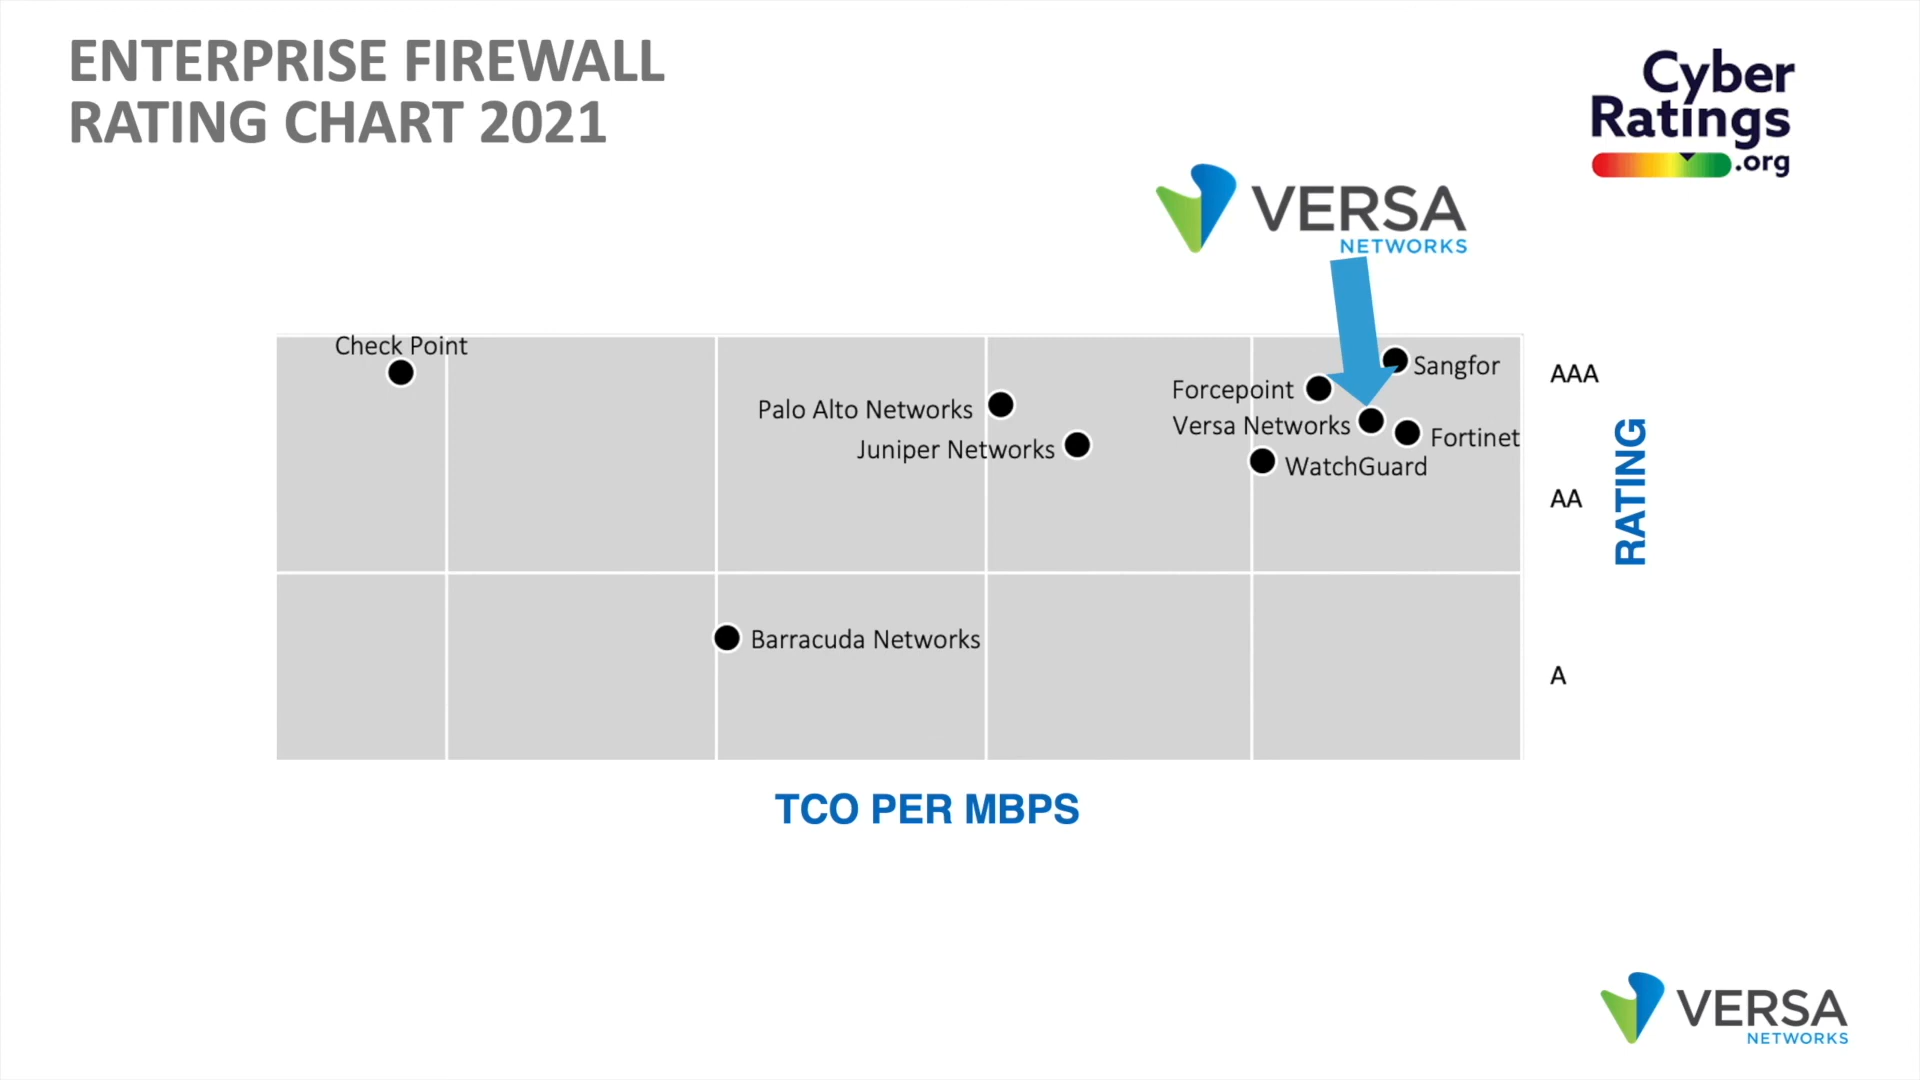 ENTERPRISE FIREWALL
RATING CHART 2021
Cyber
Ratings
.org
VERSA
NETWORKS
Check Point
Sangfor
AAA
Forcepoint
Palo Alto Networks
Versa Networks
Fortinet
Juniper Networks
WatchGuard
AA
RATING
Barracuda Networks
A
TCO PER MBPS
VERSA
NETWORKS